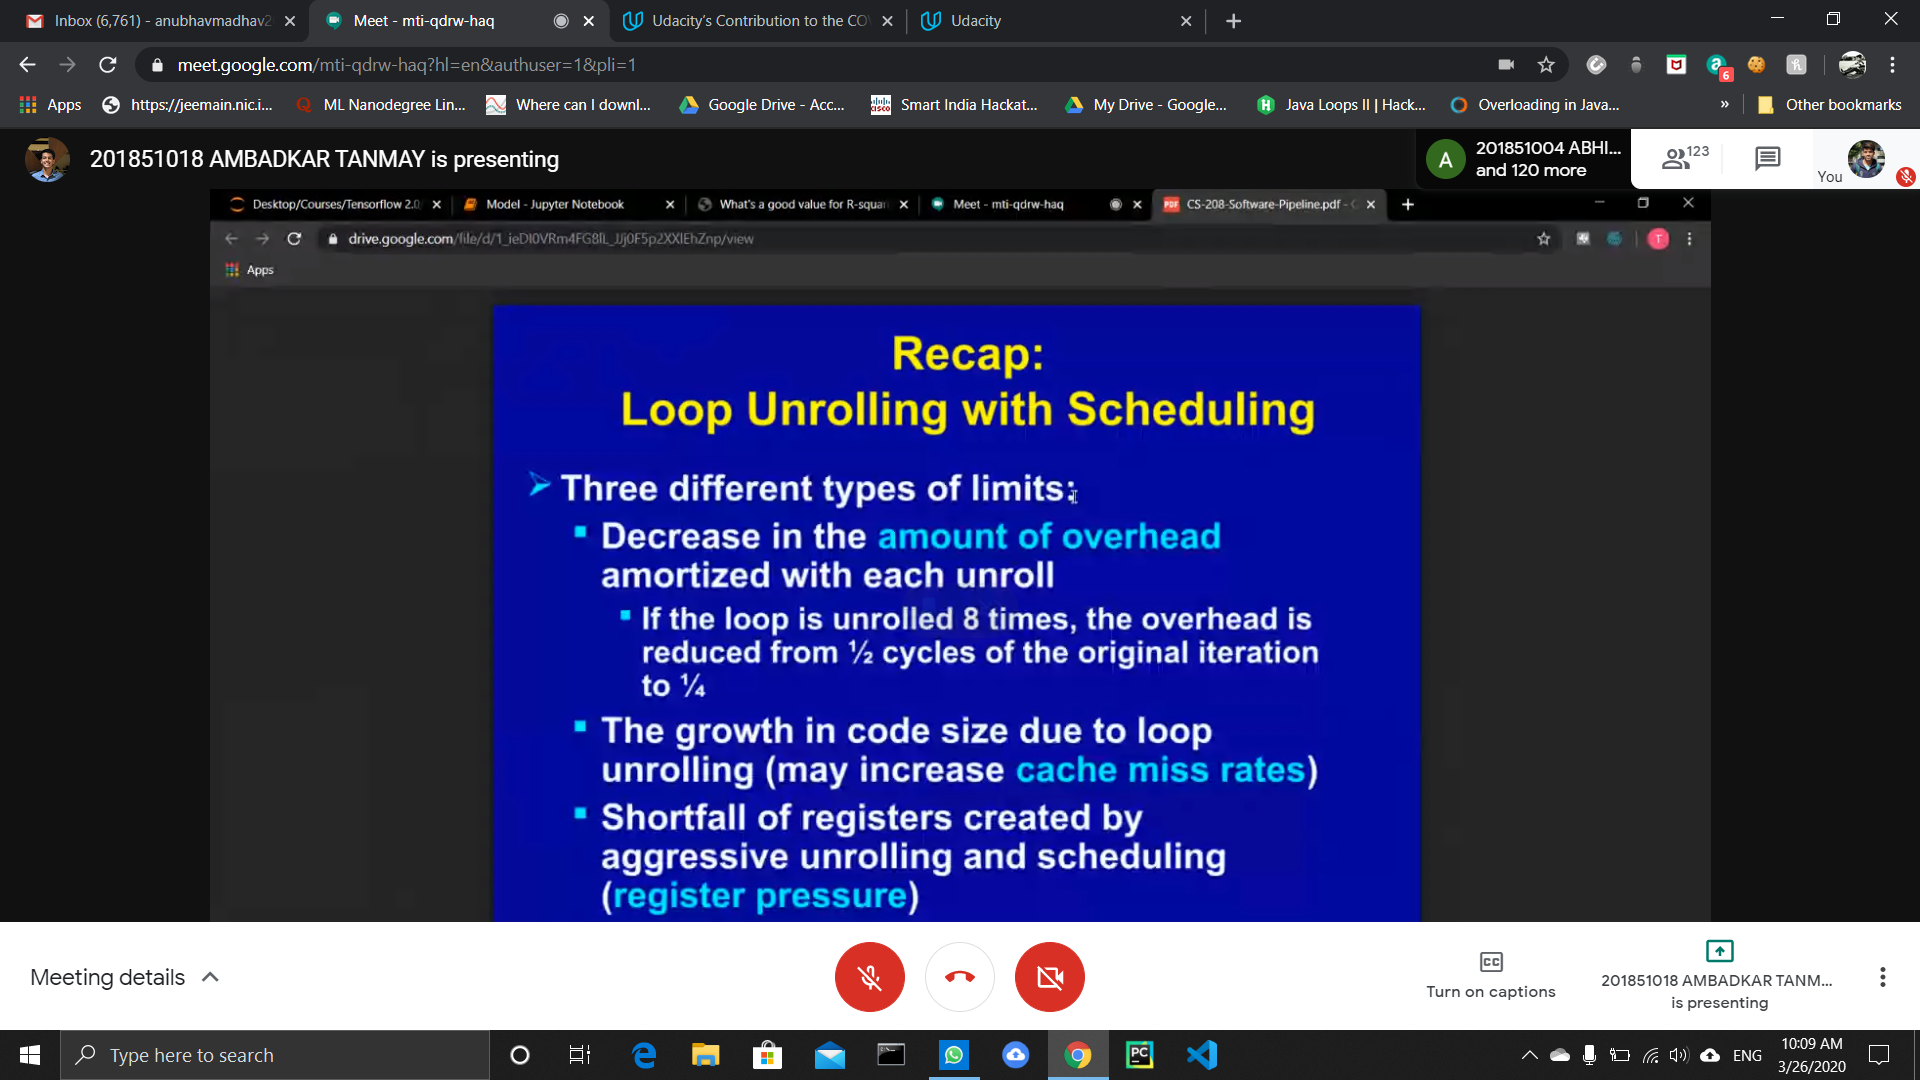 Inbox (6,761) - anubhavmadhav2
Meet - mti-qdrw-haq
Udacity's Contribution to the CO
Udacity
meet.google.com/mti-qdrw-haq?hl=en&authuser=1&pli=1
6
Apps
https://jeemain.nic.i...
ML Nanodegree Lin...
Where can I downl...
Google Drive - Acc...
Smart India Hackat...
My Drive - Google...
Java Loops II | Hack...
Overloading in Java...
»
Other bookmarks
201851018 AMBADKAR TANMAY is presenting
A
201851004 ABHI...
and 120 more
123
You
Desktop/Courses/Tensorflow 2.0
Model - Jupyter Notebook
What's a good value for R-squar
Meet - mti-qdrw-haq
PDF
CS-208-Software-Pipeline.pdf -
T
Apps
Recap:
Loop Unrolling with Scheduling
Three different types of limits:
Decrease in the amount of overhead
amortized with each unroll
If the loop is unrolled 8 times, the overhead is
reduced from ½ cycles of the original iteration
to ¼
The growth in code size due to loop
unrolling (may increase cache miss rates)
Shortfall of registers created by
aggressive unrolling and scheduling
(register pressure)
Meeting details
CC
Turn on captions
201851018 AMBADKAR TANM...
is presenting
Type here to search
PC
ENG
10:09 AM
3/26/2020